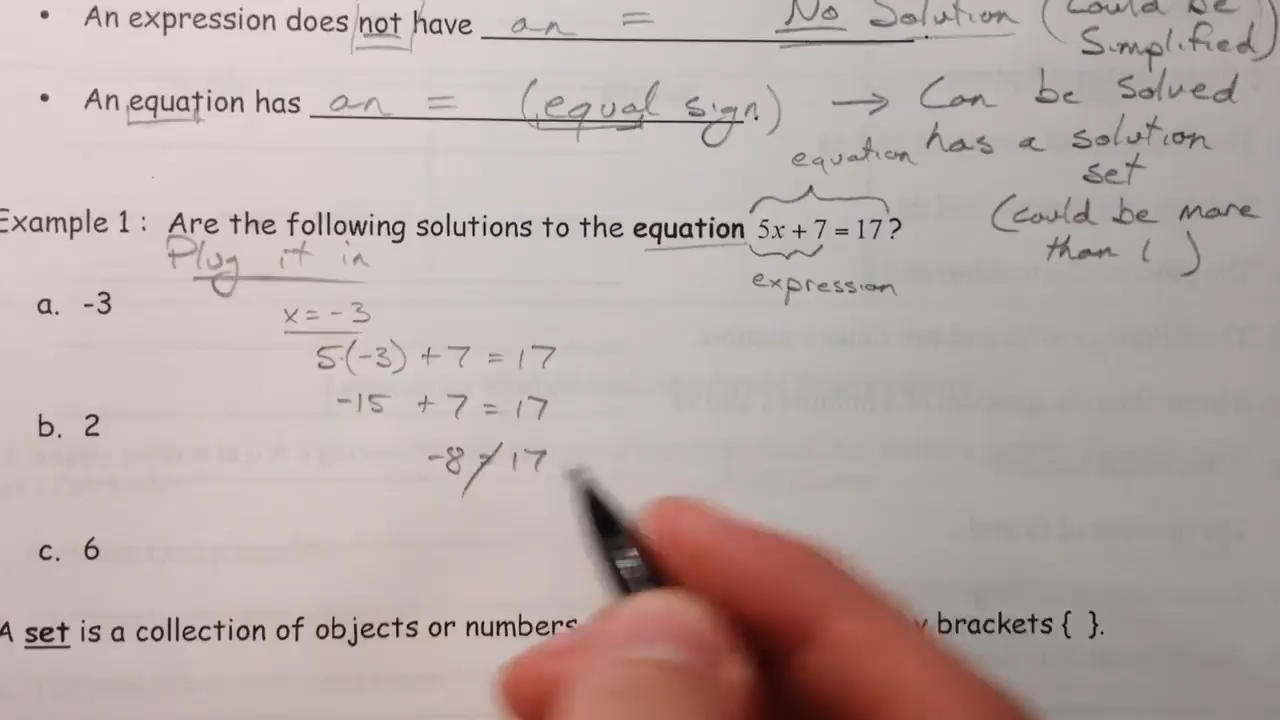 • An expression does not have an = No Solution (Could Be
Simplified)
• An equation has an = (equal sign.) → Can be solved
has a solution
set
(could be more
than 1)
equation
Example 1 : Are the following solutions to the equation 5x + 7 = 17 ?
expression
Plug it in
a. -3
x = -3
5·(-3) + 7 = 17
-15 + 7 = 17
b. 2
-8 ≠ 17
c. 6
A set is a collection of objects or numbers brackets { }.